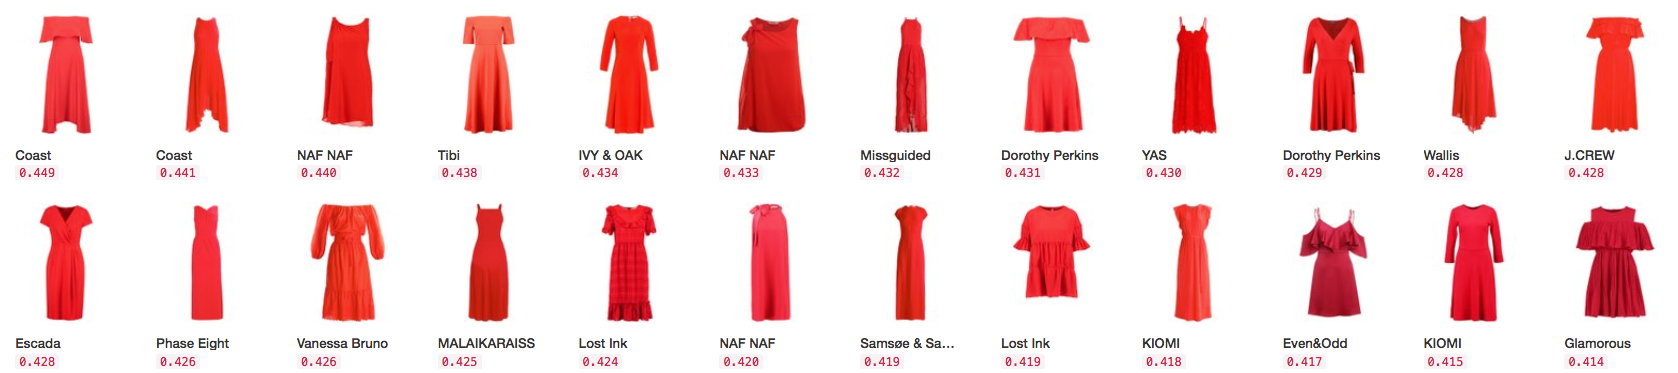 Coast Coast NAF NAF Tibi IVY & OAK NAF NAF Missguided Dorothy Perkins YAS Dorothy Perkins Wallis J.CREW
0.449 0.441 0.440 0.438 0.434 0.433 0.432 0.431 0.430 0.429 0.428 0.428
Escada Phase Eight Vanessa Bruno MALAIKARAISS Lost Ink NAF NAF Samsøe & Sa... Lost Ink KIOMI Even&Odd KIOMI Glamorous
0.428 0.426 0.426 0.425 0.424 0.420 0.419 0.419 0.418 0.417 0.415 0.414